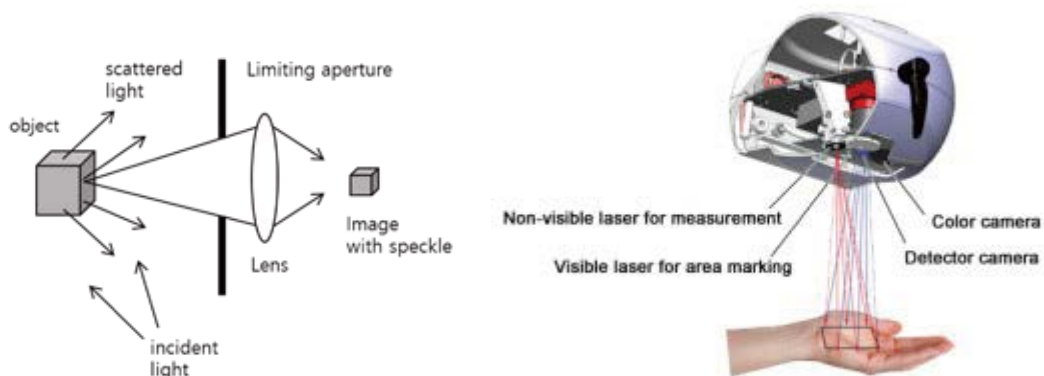 scattered
light
Limiting aperture
object
Image
with speckle
Lens
incident
light
Non-visible laser for measurement
Color camera
Visible laser for area marking
Detector camera